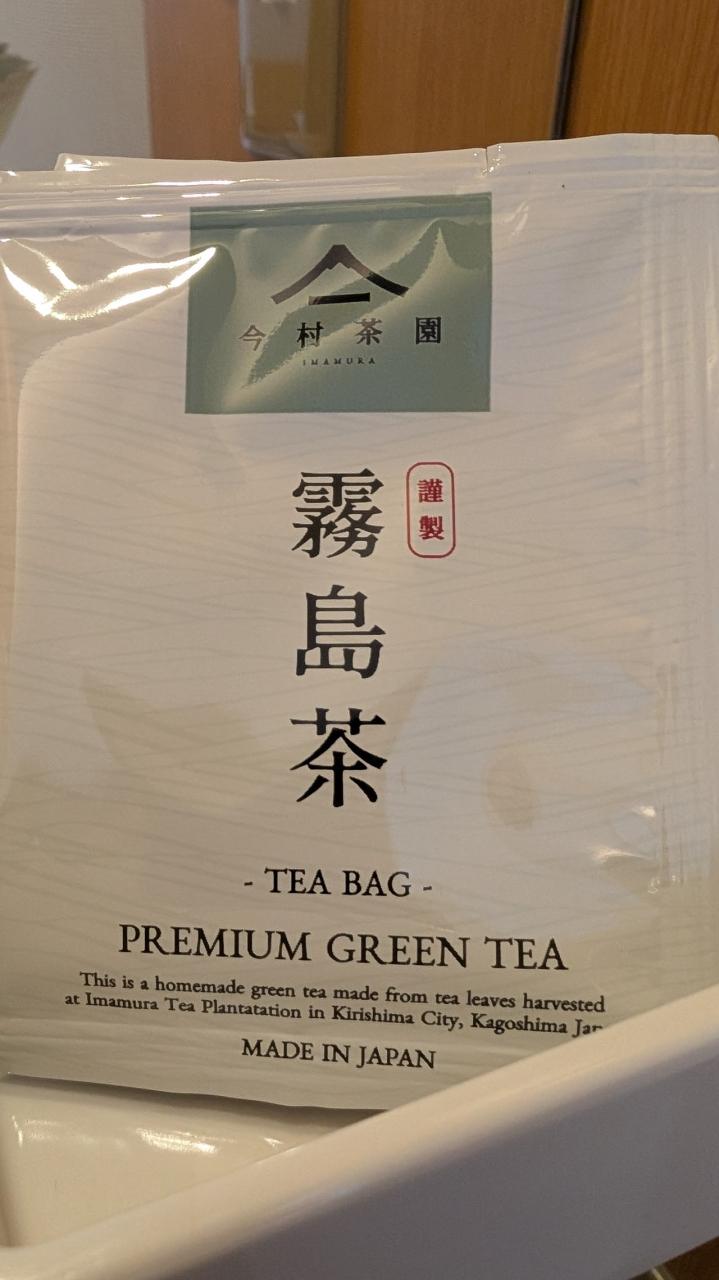 今村茶園
IMAMURA
霧島茶
謹製
- TEA BAG -
PREMIUM GREEN TEA
This is a homemade green tea made from tea leaves harvested
at Imamura Tea Plantatation in Kirishima City, Kagoshima
MADE IN JAPAN